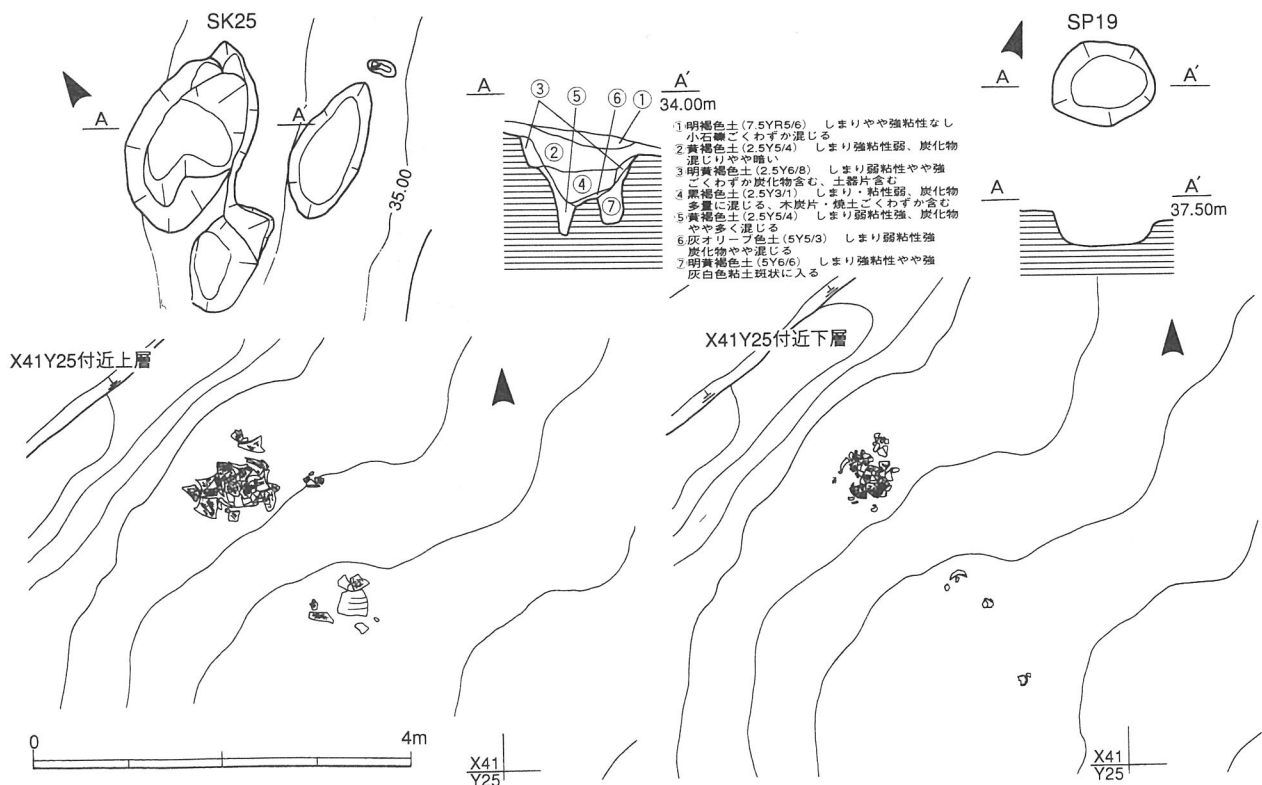 SK25
A
A'
35.00
A
③
⑤
⑥
①
A'
34.00m
②
④
⑦
①明褐色土(7.5YR5/6) しまりやや強粘性なし
小石礫ごくわずか混じる
②黄褐色土(2.5Y5/4) しまり強粘性弱、炭化物
混じりやや暗い
③明黄褐色土(2.5Y6/8) しまり弱粘性やや強
ごくわずか炭化物含む、土器片含む
④黒褐色土(2.5Y3/1) しまり・粘性弱、炭化物
多量に混じる、木炭片・焼土ごくわずか含む
⑤黄褐色土(2.5Y5/4) しまり弱粘性強、炭化物
やや多く混じる
⑥灰オリーブ色土(5Y5/3) しまり弱粘性強
炭化物やや混じる
⑦明黄褐色土(5Y6/6) しまり強粘性やや強
灰白色粘土斑状に入る
SP19
A
A'
A
A'
37.50m
X41Y25付近上層
X41Y25付近下層
0
4m
X41
Y25
X41
Y25